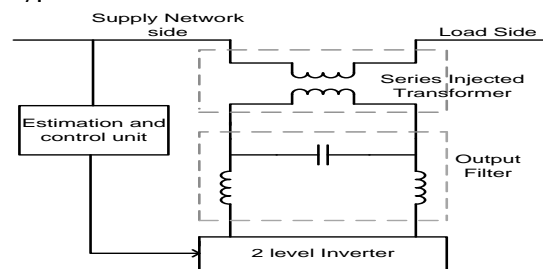 Supply Network
side
Load Side
Series Injected
Transformer
Estimation and
control unit
Output
Filter
2 level Inverter